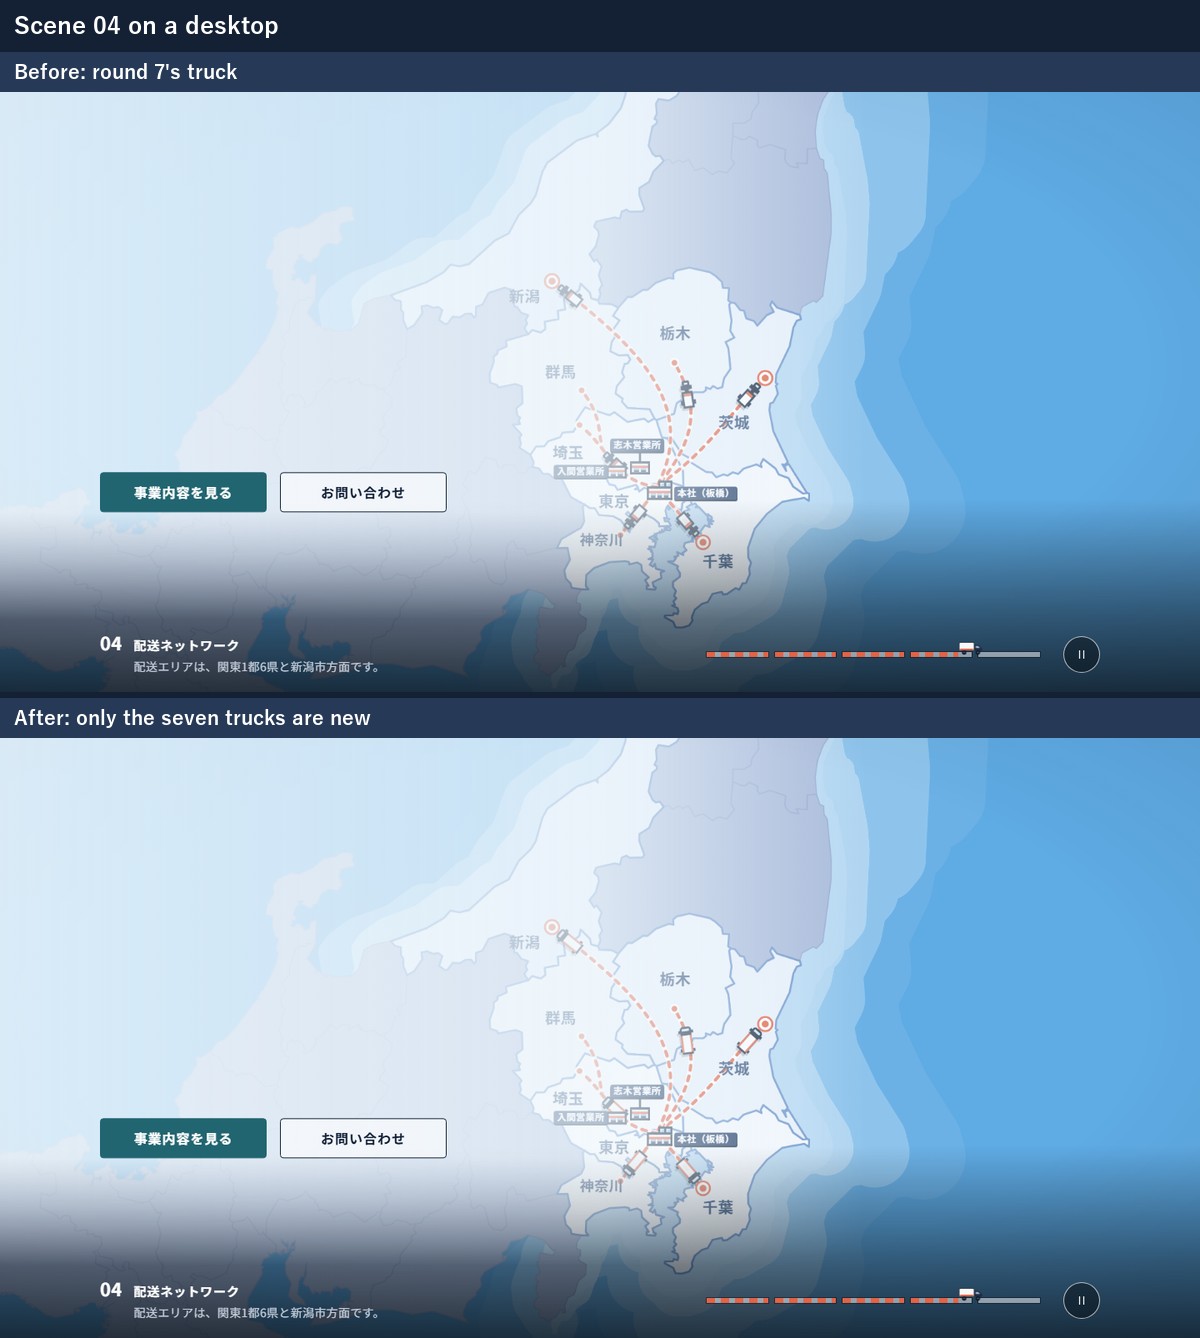 Scene 04 on a desktop
Before: round 7's truck
新潟
栃木
群馬
茨城
志木営業所
埼玉
入間営業所
事業内容を見る
お問い合わせ
東京
本社（板橋）
神奈川
千葉
04 配送ネットワーク
配送エリアは、関東1都6県と新潟市方面です。
After: only the seven trucks are new
新潟
栃木
群馬
茨城
志木営業所
埼玉
入間営業所
事業内容を見る
お問い合わせ
東京
本社（板橋）
神奈川
千葉
04 配送ネットワーク
配送エリアは、関東1都6県と新潟市方面です。